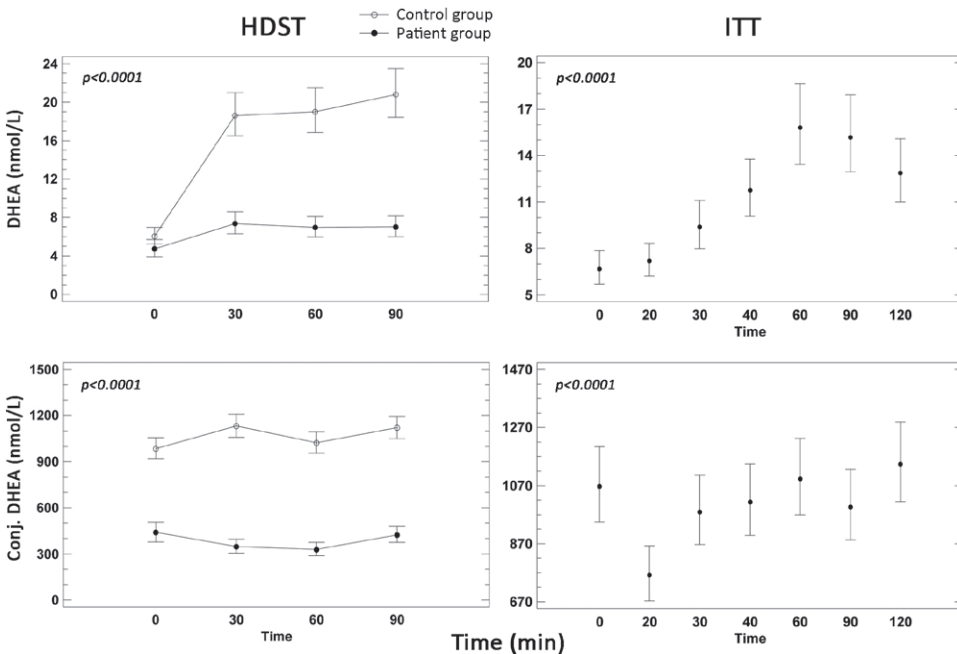 HDST
Control group
Patient group
ITT
DHEA (nmol/L)
p<0.0001
24
20
16
12
8
4
0
0 30 60 90
p<0.0001
20
17
14
11
8
5
0 20 30 40 60 90 120
Time
Conj. DHEA (nmol/L)
p<0.0001
1500
1200
900
600
300
0
0 30 60 90
Time
p<0.0001
1470
1270
1070
870
670
0 20 30 40 60 90 120
Time (min)